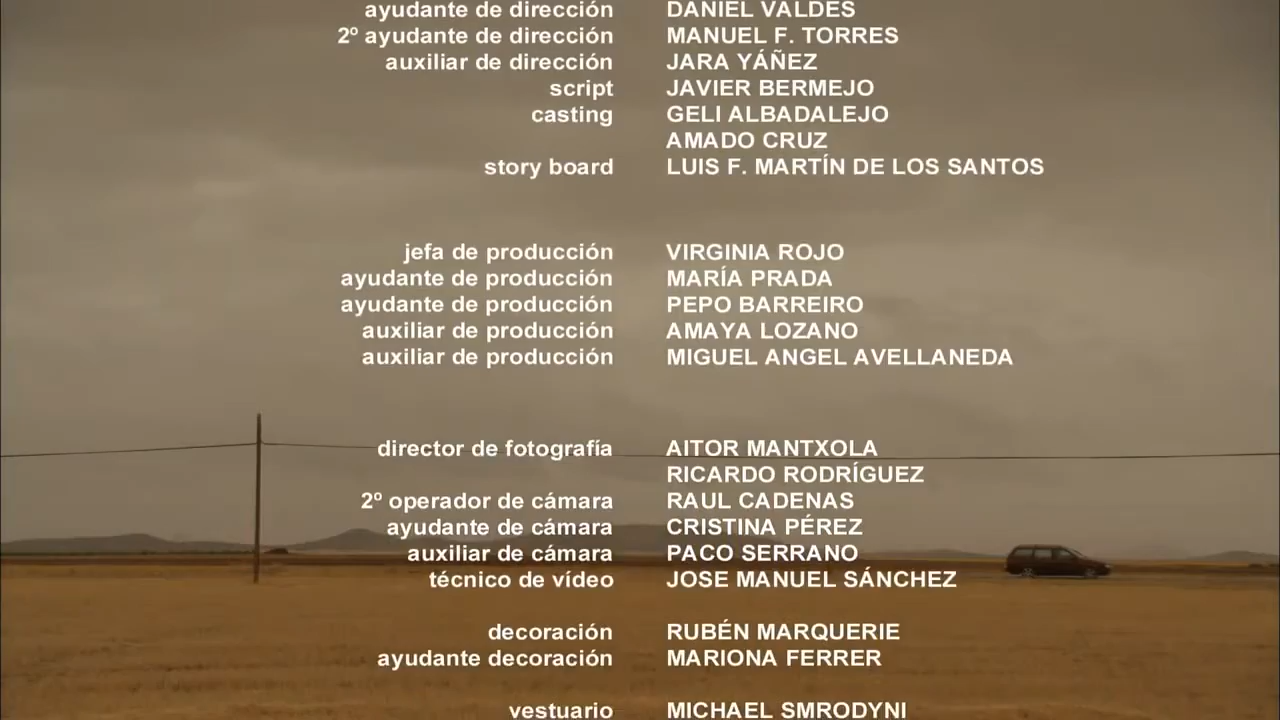 ayudante de dirección DANIEL VALDÉS
2º ayudante de dirección MANUEL F. TORRES
auxiliar de dirección JARA YÁÑEZ
script JAVIER BERMEJO
casting GELI ALBADALEJO
AMADO CRUZ
story board LUIS F. MARTÍN DE LOS SANTOS
jefa de producción VIRGINIA ROJO
ayudante de producción MARÍA PRADA
ayudante de producción PEPO BARREIRO
auxiliar de producción AMAYA LOZANO
auxiliar de producción MIGUEL ANGEL AVELLANEDA
director de fotografía AITOR MANTXOLA
RICARDO RODRÍGUEZ
2º operador de cámara RAUL CADENAS
ayudante de cámara CRISTINA PÉREZ
auxiliar de cámara PACO SERRANO
técnico de vídeo JOSE MANUEL SÁNCHEZ
decoración RUBÉN MARQUERIE
ayudante decoración MARIONA FERRER
vestuario MICHAEL SMRODYNI